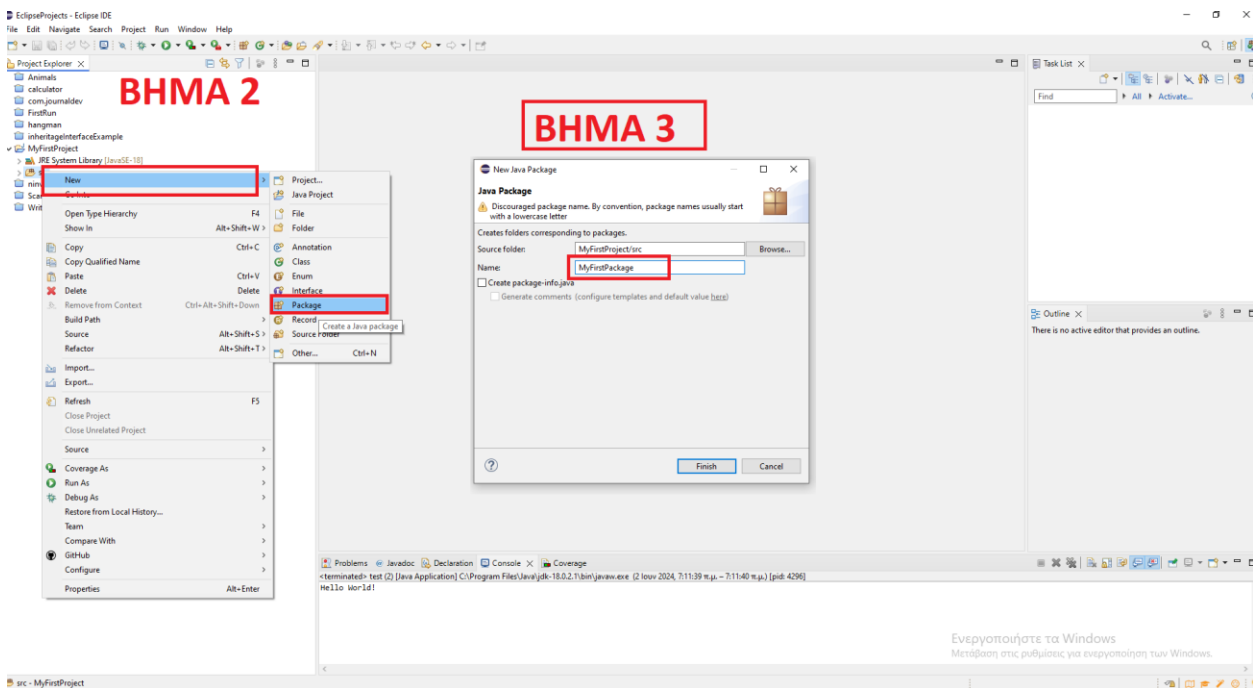 EclipseProjects - Eclipse IDE
File Edit Navigate Search Project Run Window Help
Project Explorer
Animals
calculator
com.journaldev
FirstRun
hangman
inheritageInterfaceExample
MyFirstProject
JRE System Library [JavaSE-18]
ΒΗΜΑ 2
New
Open Type Hierarchy F4
Show In Alt+Shift+W >
Copy Ctrl+C
Copy Qualified Name
Paste Ctrl+V
Delete Delete
Remove from Context Ctrl+Alt+Shift+Down
Build Path >
Source Alt+Shift+S >
Refactor Alt+Shift+T >
Import...
Export...
Refresh F5
Close Project
Close Unrelated Project
Source >
Coverage As >
Run As >
Debug As >
Restore from Local History...
Team >
Compare With >
GitHub >
Configure >
Properties Alt+Enter
Project...
Java Project
File
Folder
Annotation
Class
Enum
Interface
Package
Record
Create a Java package
Source Folder
Other... Ctrl+N
ΒΗΜΑ 3
New Java Package
Java Package
Discouraged package name. By convention, package names usually start
with a lowercase letter
Creates folders corresponding to packages.
Source folder: MyFirstProject/src Browse...
Name: MyFirstPackage
Create package-info.java
Generate comments (configure templates and default value here)
Finish Cancel
Task List
Find All Activate...
Outline
There is no active editor that provides an outline.
Problems Javadoc Declaration Console Coverage
<terminated> test (2) [Java Application] C:\Program Files\Java\jdk-18.0.2.1\bin\javaw.exe (2 Ιουν 2024, 7:11:39 π.μ. – 7:11:40 π.μ.) [pid: 4296]
Hello World!
Ενεργοποιήστε τα Windows
Μετάβαση στις ρυθμίσεις για ενεργοποίηση των Windows.
src - MyFirstProject